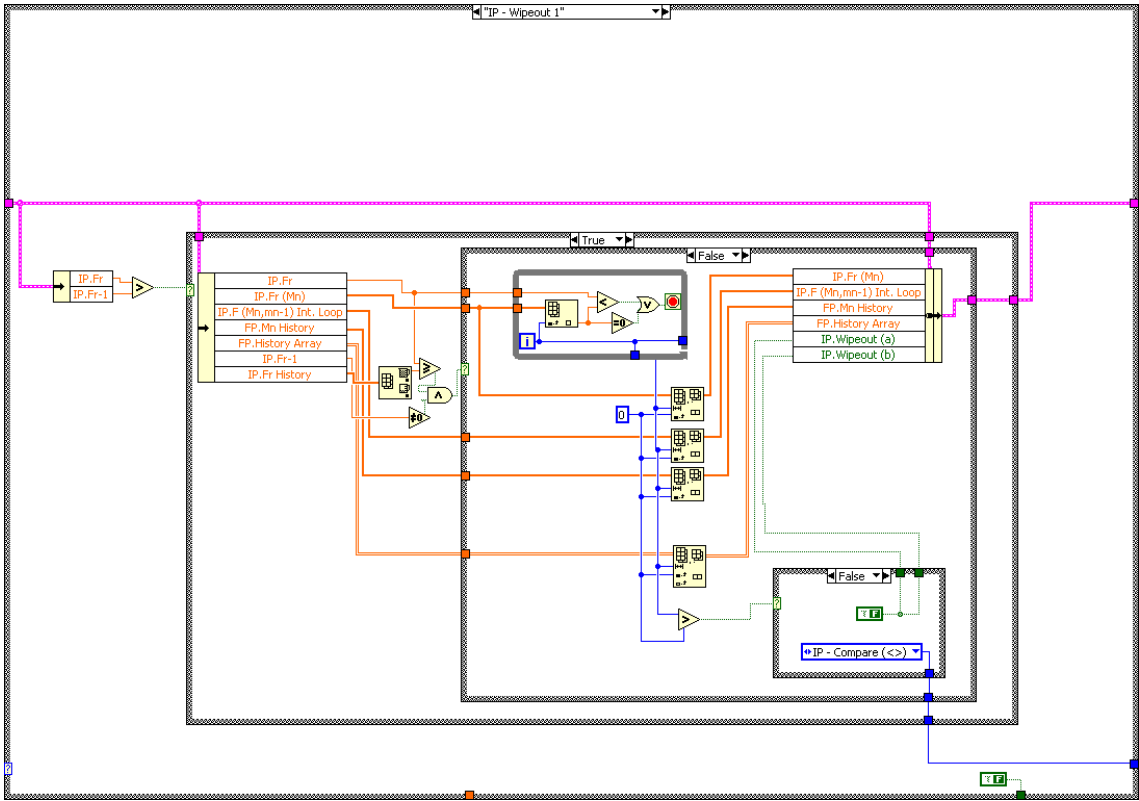 "IP - Wipeout 1"
True
False
IP.Fr
IP.Fr-1
>
?
IP.Fr
IP.Fr (Mn)
IP.F (Mn,mn-1) Int. Loop
FP.Mn History
FP.History Array
IP.Fr-1
IP.Fr History
≥
∧
≠0
?
<
=0
∨
i
0
>
IP.Fr (Mn)
IP.F (Mn,mn-1) Int. Loop
FP.Mn History
FP.History Array
IP.Wipeout (a)
IP.Wipeout (b)
False
?
T F
IP - Compare (<>)
?
T F